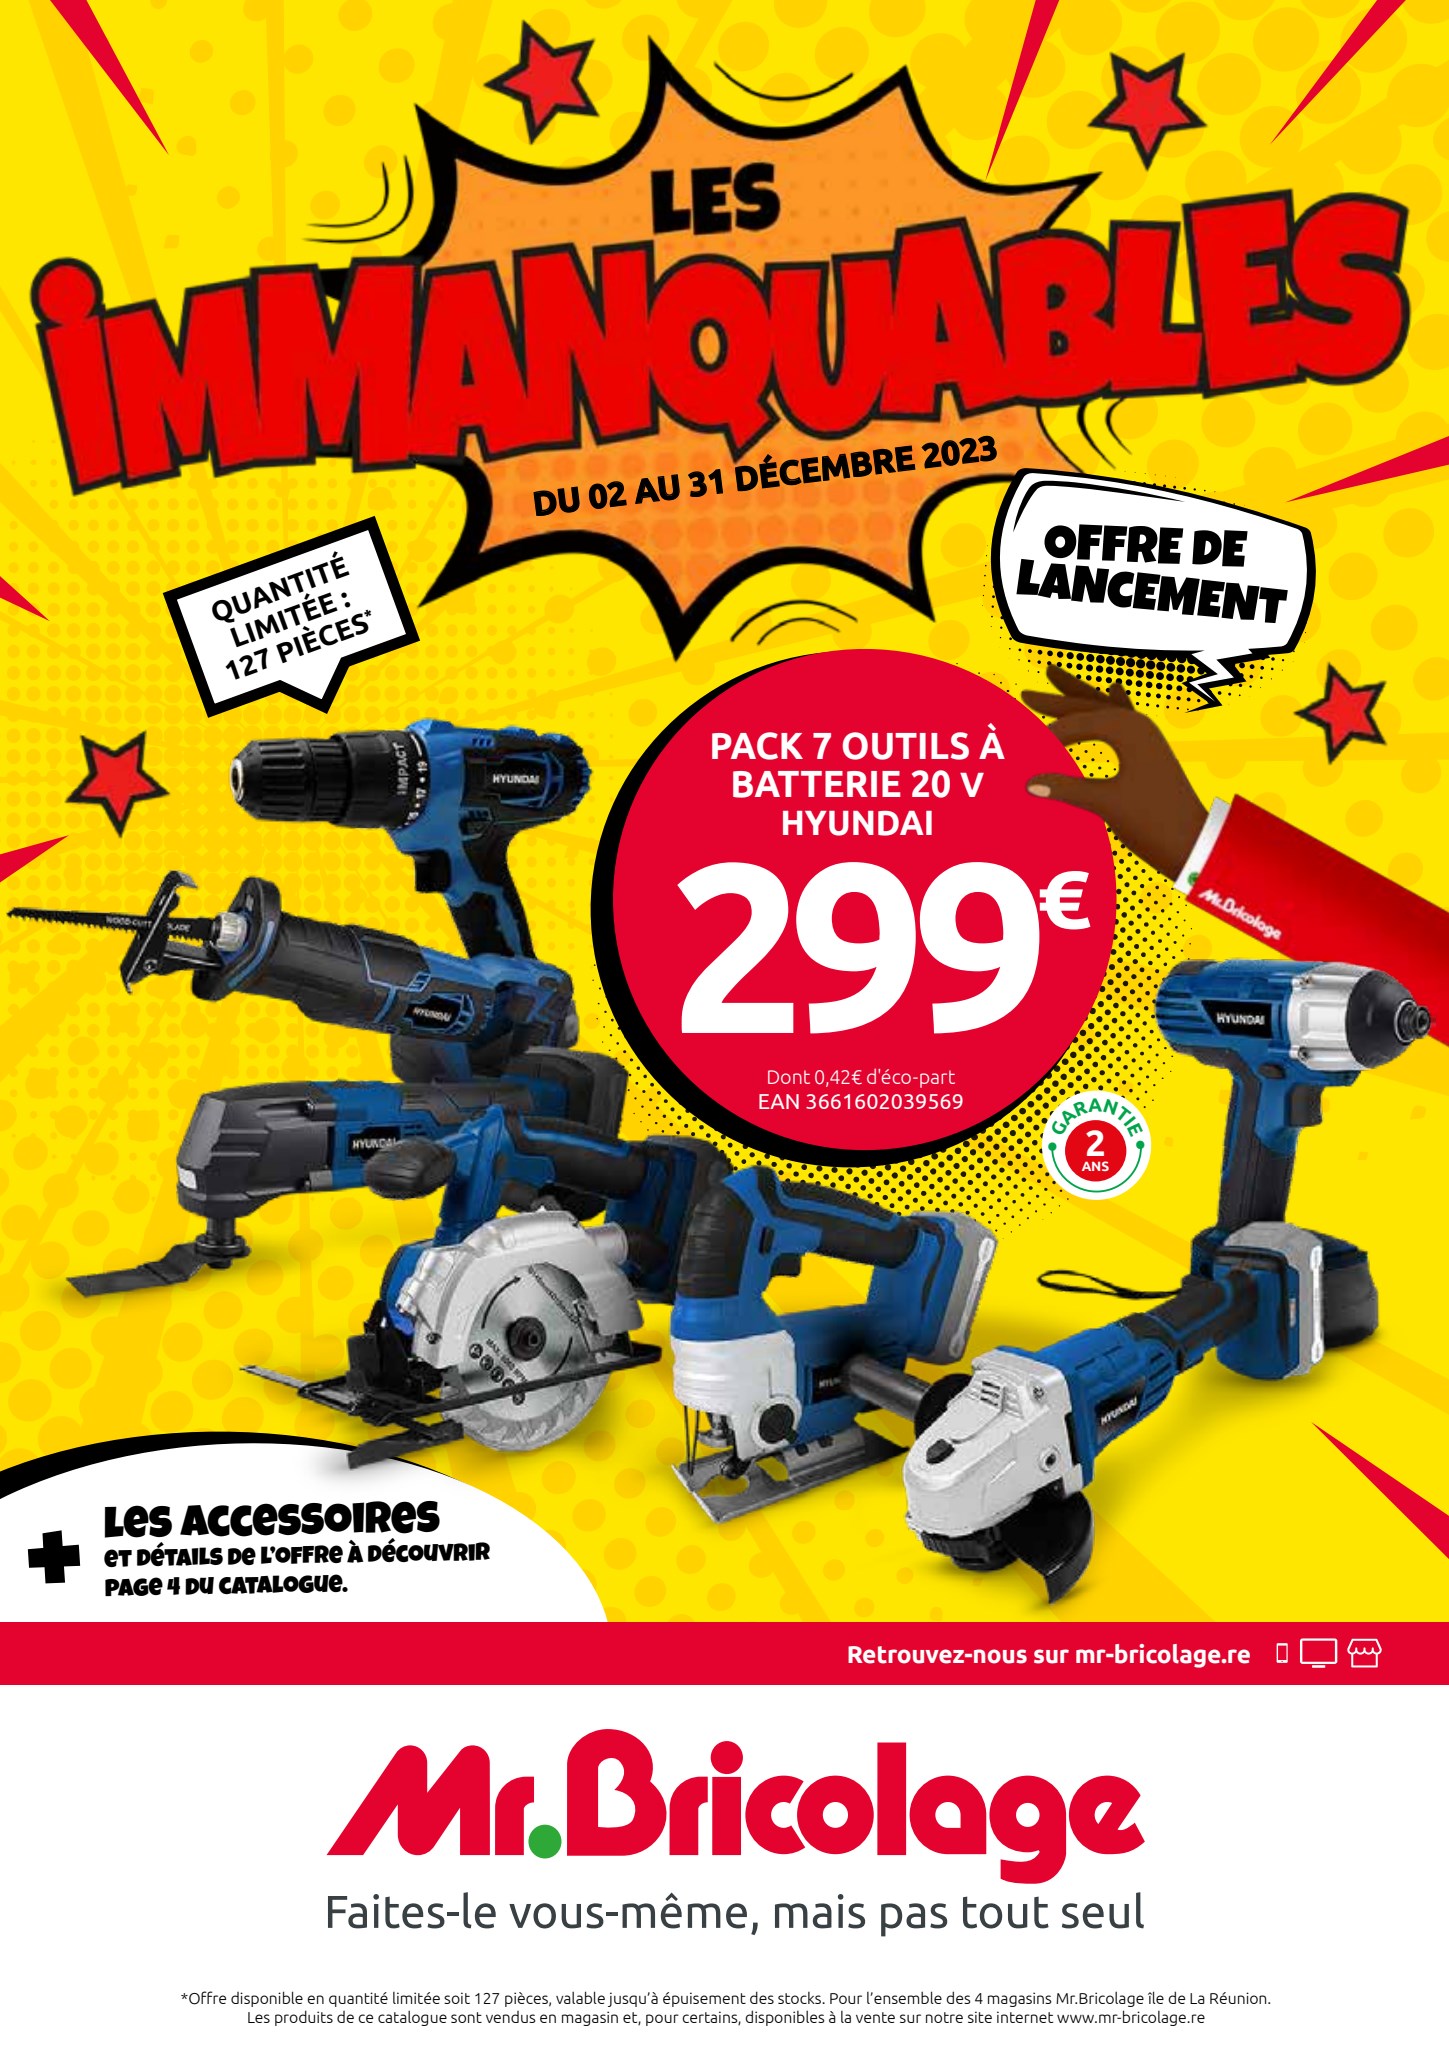 LES
IMMANQUABLES
DU 02 AU 31 DÉCEMBRE 2023
OFFRE DE
LANCEMENT
QUANTITÉ
LIMITÉE :
127 PIÈCES*
PACK 7 OUTILS À
BATTERIE 20 V
HYUNDAI
299€
Dont 0,42€ d'éco-part
EAN 3661602039569
Mr.Bricolage
IMPACT
15 • 17 • 19
HYUNDAI
HYUNDAI
HYUNDAI
HYUNDAI
GARANTIE
2
ANS
HYUNDAI
+ Les ACCESSOIRES
et DÉTAILS DE L'OFFRE À DÉCOUVRIR
PAGE 4 DU CATALOGUE.
Retrouvez-nous sur mr-bricolage.re
Mr.Bricolage
Faites-le vous-même, mais pas tout seul
*Offre disponible en quantité limitée soit 127 pièces, valable jusqu'à épuisement des stocks. Pour l'ensemble des 4 magasins Mr.Bricolage île de La Réunion.
Les produits de ce catalogue sont vendus en magasin et, pour certains, disponibles à la vente sur notre site internet www.mr-bricolage.re